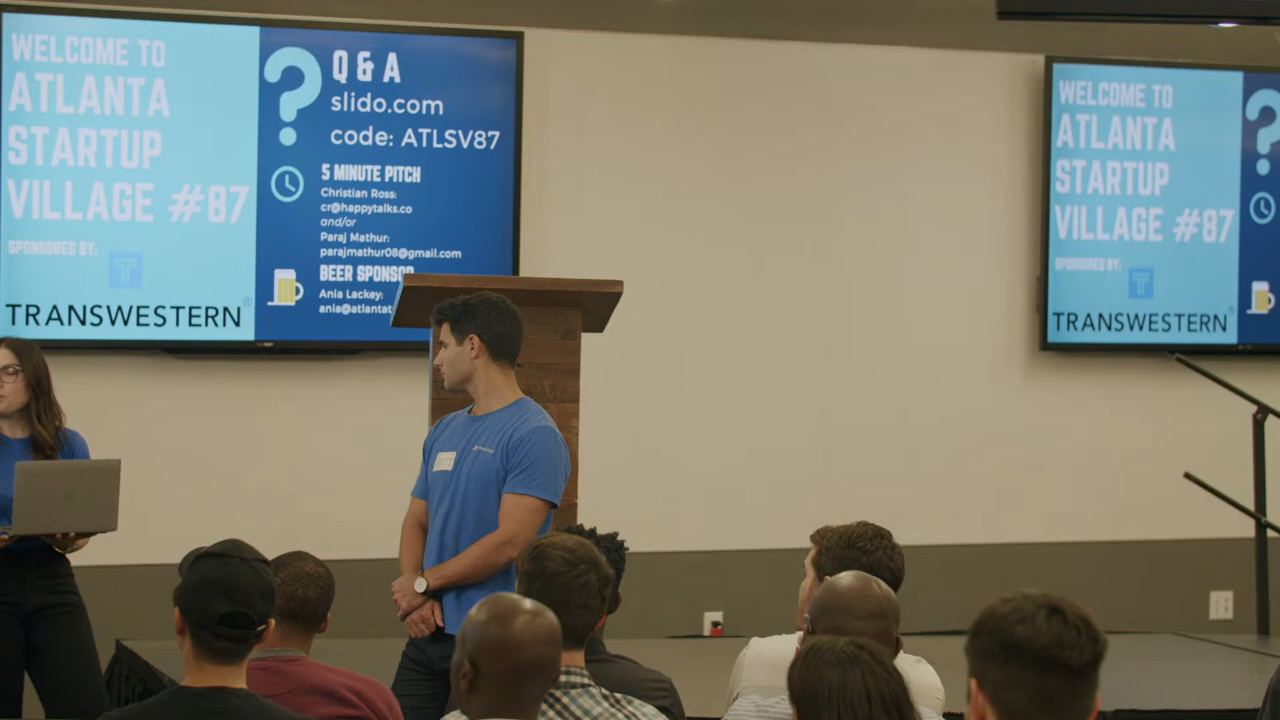 WELCOME TO
ATLANTA
STARTUP
VILLAGE #87
SPONSORED BY:
T
TRANSWESTERN®
Q & A
slido.com
code: ATLSV87
5 MINUTE PITCH
Christian Ross:
cr@happytalks.co
and/or
Paraj Mathur:
parajmathur08@gmail.com
BEER SPONSOR
Ania Lackey:
ania@atlantat
WELCOME TO
ATLANTA
STARTUP
VILLAGE #87
SPONSORED BY:
T
TRANSWESTERN®